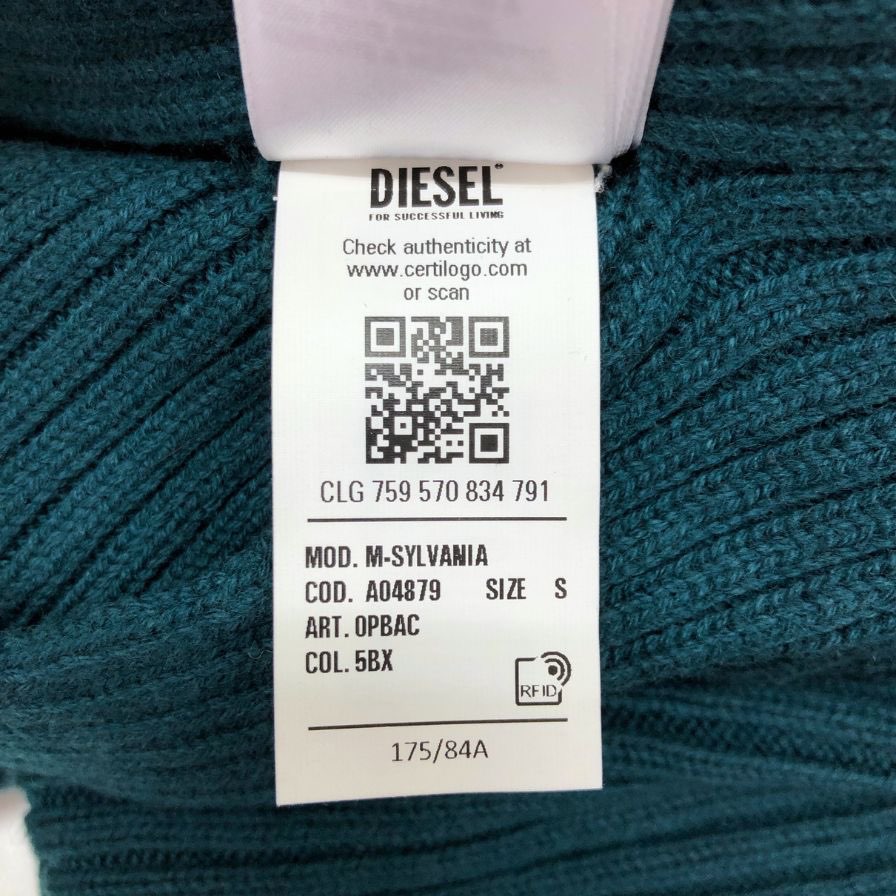 DIESEL
FOR SUCCESSFUL LIVING
Check authenticity at
www.certilogo.com
or scan
CLG 759 570 834 791
MOD. M-SYLVANIA
COD. A04879 SIZE S
ART. 0PBAC
COL. 5BX
RFID
175/84A